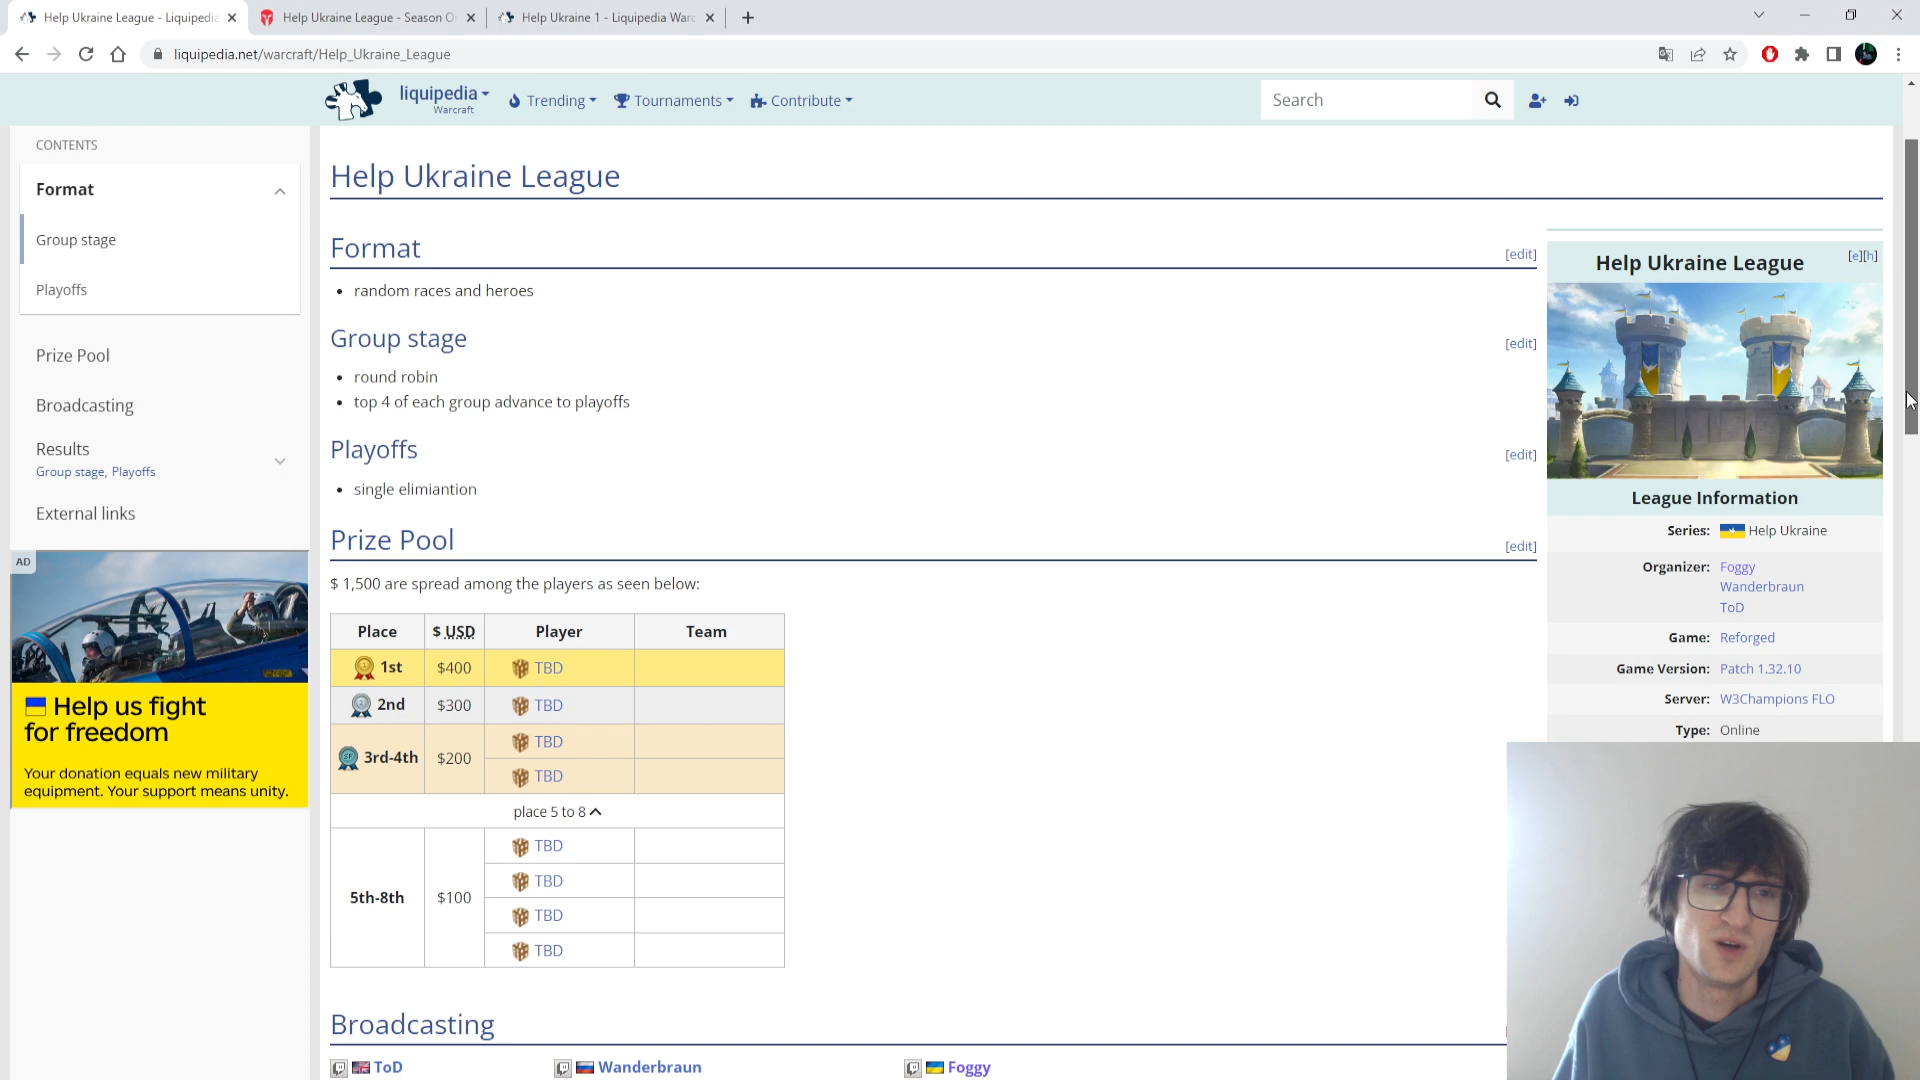 Help Ukraine League - Liquipedia
Help Ukraine League - Season O
Help Ukraine 1 - Liquipedia Warc
liquipedia.net/warcraft/Help_Ukraine_League
liquipedia
Warcraft
Trending
Tournaments
Contribute
Search
CONTENTS
Format
Group stage
Playoffs
Prize Pool
Broadcasting
Results
Group stage, Playoffs
External links
AD
Help us fight
for freedom
Your donation equals new military
equipment. Your support means unity.
Help Ukraine League
Format
[edit]
random races and heroes
Group stage
[edit]
round robin
top 4 of each group advance to playoffs
Playoffs
[edit]
single elimiantion
Prize Pool
[edit]
$ 1,500 are spread among the players as seen below:
Place $ USD Player Team
1st $400 TBD
2nd $300 TBD
3rd-4th $200 TBD
TBD
place 5 to 8
5th-8th $100 TBD
TBD
TBD
TBD
Broadcasting
ToD Wanderbraun Foggy
Help Ukraine League
[e][h]
League Information
Series: Help Ukraine
Organizer: Foggy
Wanderbraun
ToD
Game: Reforged
Game Version: Patch 1.32.10
Server: W3Champions FLO
Type: Online